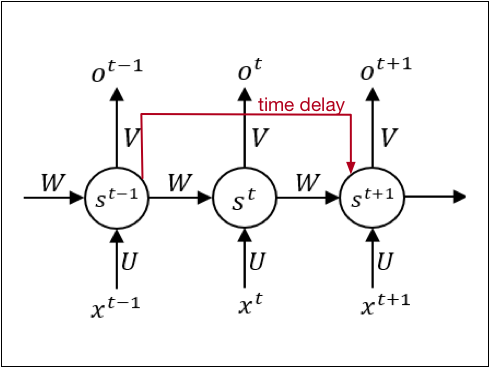 o^{t-1} o^t o^{t+1}
time delay
V V V
W W W
s^{t-1} s^t s^{t+1}
U U U
x^{t-1} x^t x^{t+1}